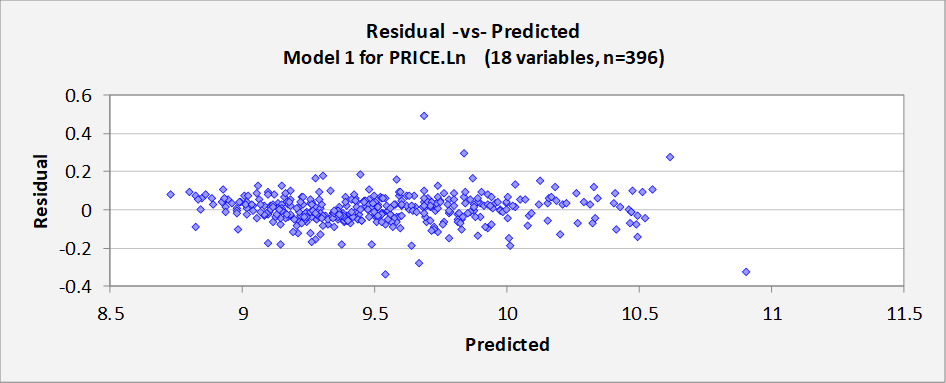 Residual -vs- Predicted
Model 1 for PRICE.Ln (18 variables, n=396)
0.6
0.4
0.2
0
-0.2
-0.4
Residual
8.5 9 9.5 10 10.5 11 11.5
Predicted